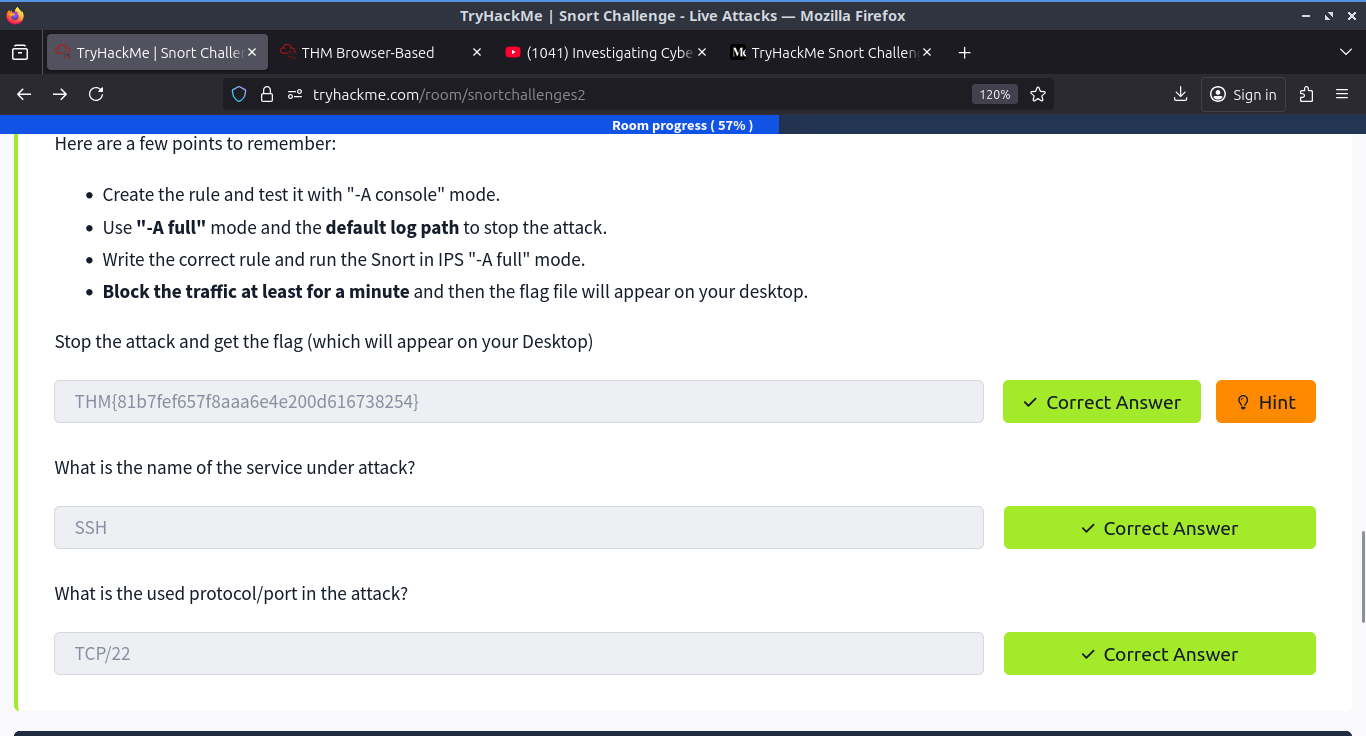 TryHackMe | Snort Challenge - Live Attacks — Mozilla Firefox
TryHackMe | Snort Challe
THM Browser-Based
(1041) Investigating Cybe
TryHackMe Snort Challen
tryhackme.com/room/snortchallenges2
120%
Sign in
Room progress ( 57% )
Here are a few points to remember:
• Create the rule and test it with "-A console" mode.
• Use "-A full" mode and the default log path to stop the attack.
• Write the correct rule and run the Snort in IPS "-A full" mode.
• Block the traffic at least for a minute and then the flag file will appear on your desktop.
Stop the attack and get the flag (which will appear on your Desktop)
THM{81b7fef657f8aaa6e4e200d616738254}
Correct Answer
Hint
What is the name of the service under attack?
SSH
Correct Answer
What is the used protocol/port in the attack?
TCP/22
Correct Answer